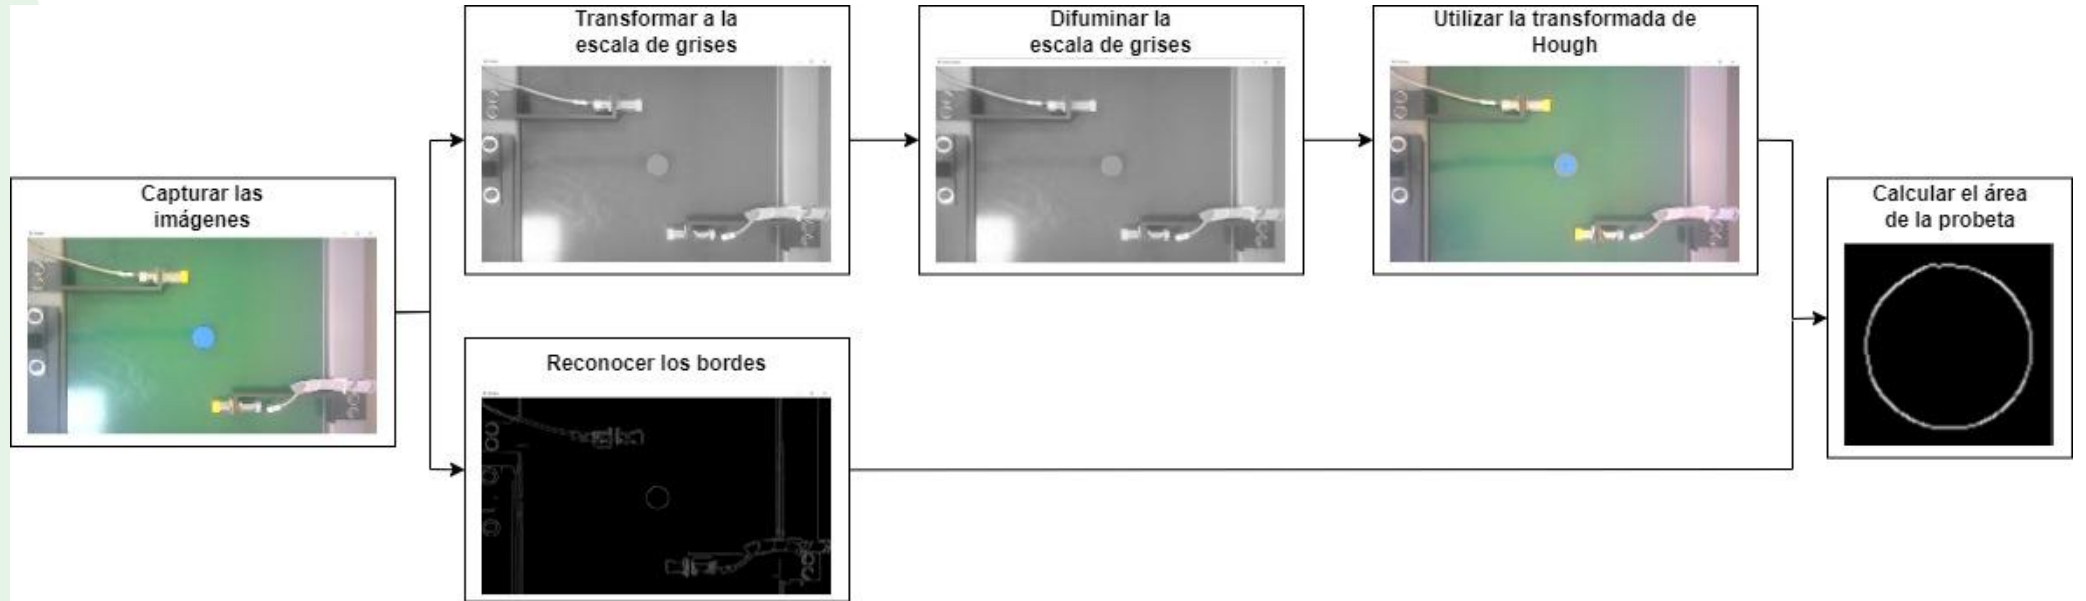 Capturar las
imágenes
Transformar a la
escala de grises
Difuminar la
escala de grises
Utilizar la transformada de
Hough
Reconocer los bordes
Calcular el área
de la probeta